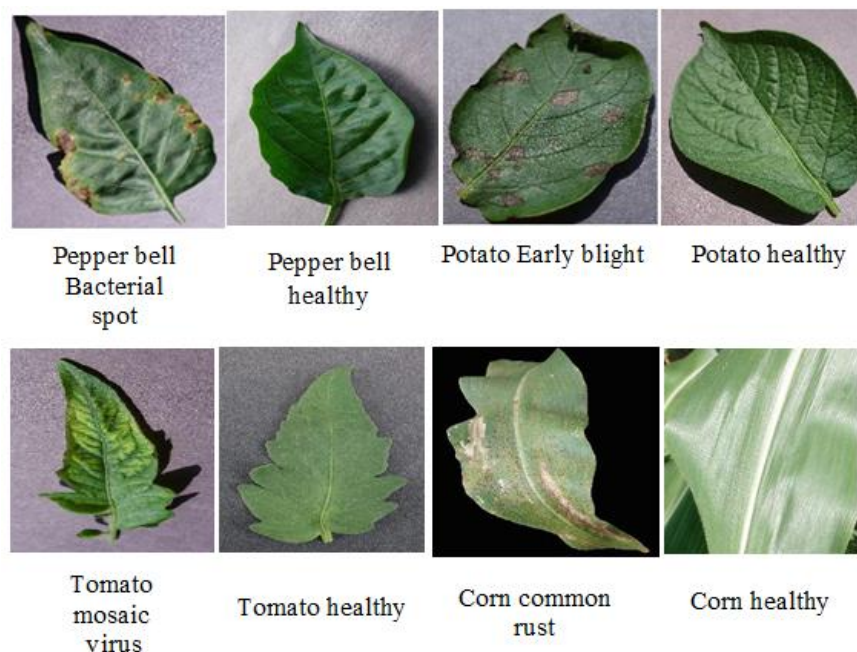 Pepper bell
Bacterial
spot
Pepper bell
healthy
Potato Early blight
Potato healthy
Tomato
mosaic
virus
Tomato healthy
Corn common
rust
Corn healthy